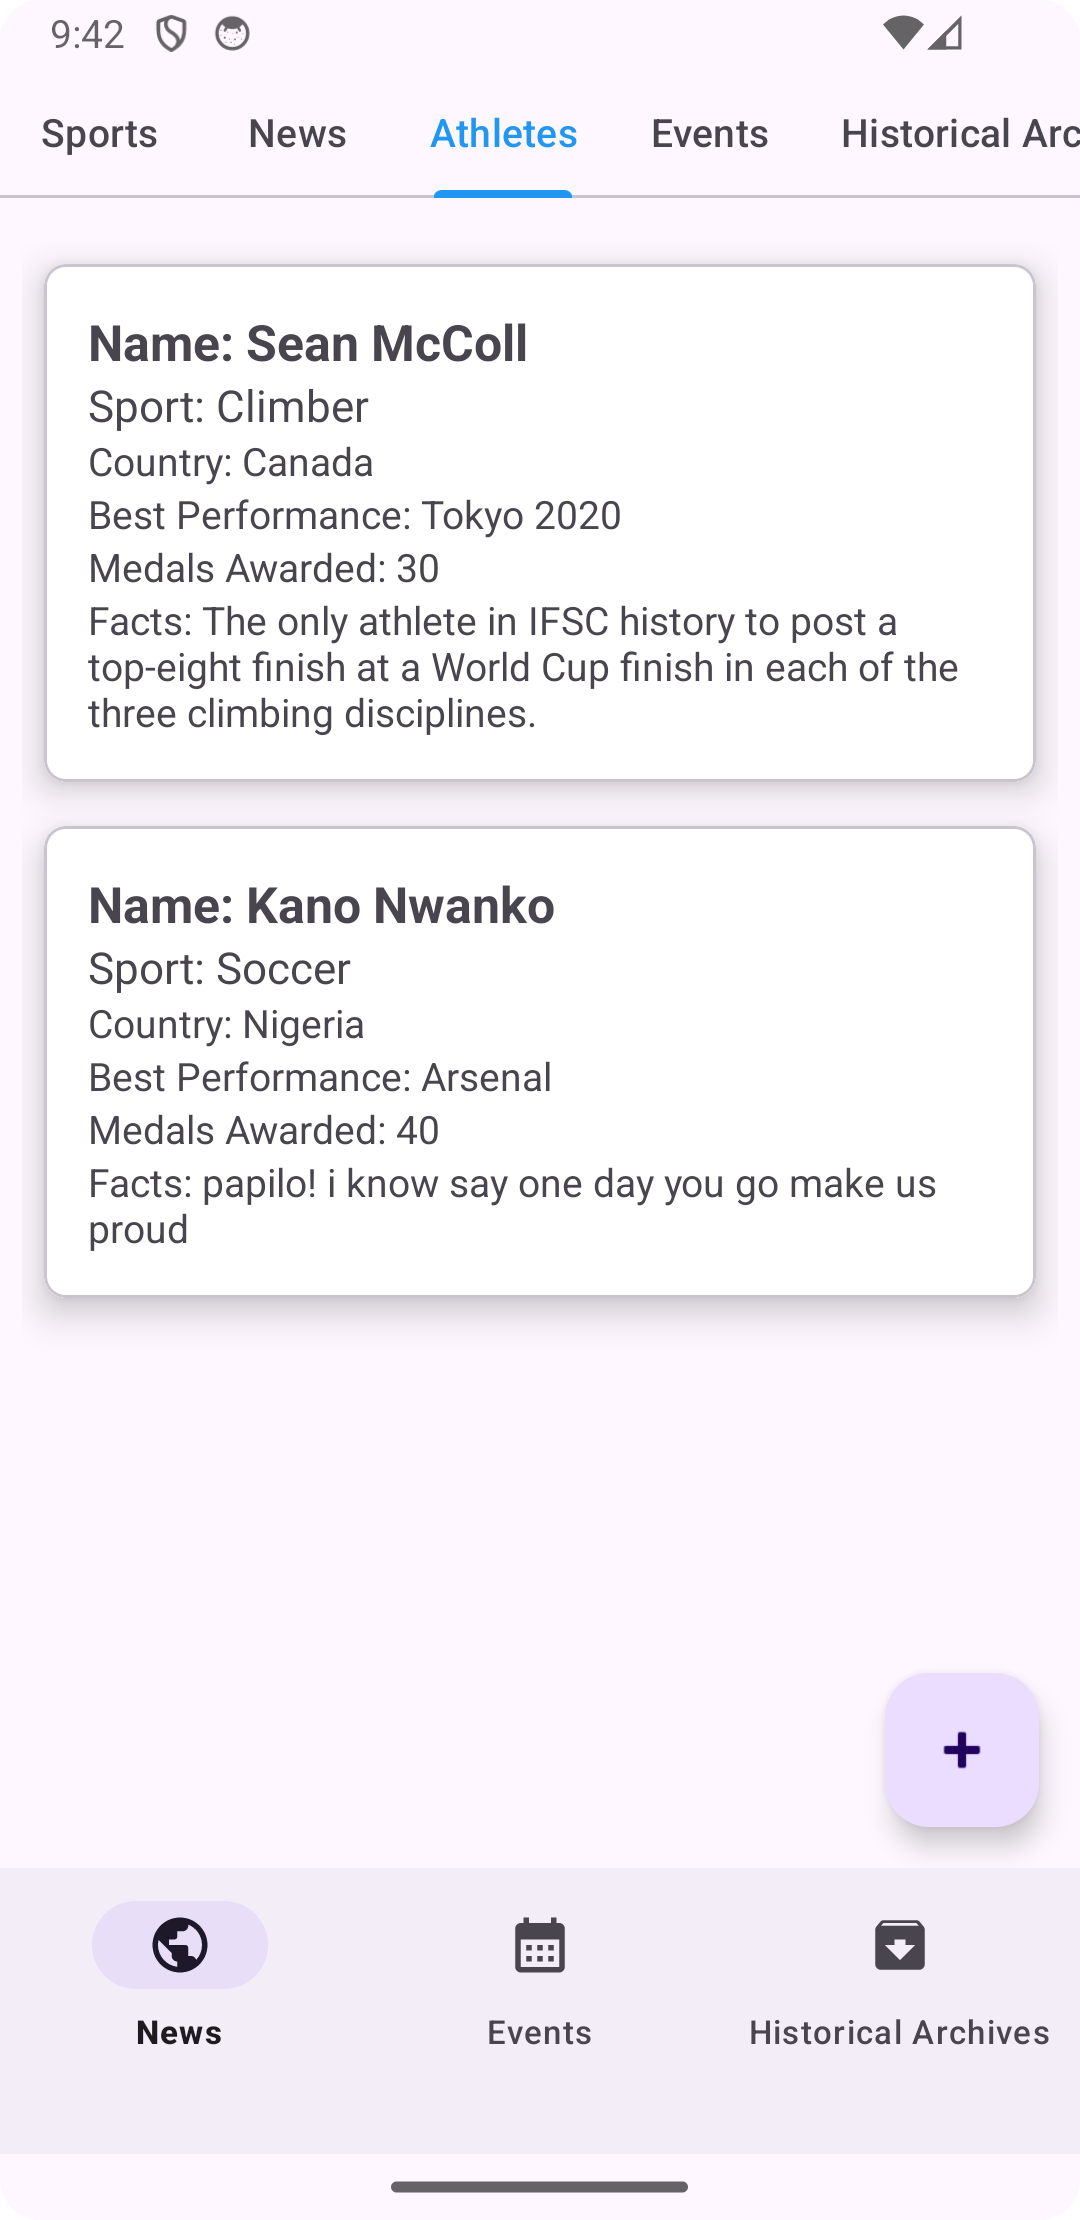 9:42
Sports News Athletes Events Historical Arc
Name: Sean McColl
Sport: Climber
Country: Canada
Best Performance: Tokyo 2020
Medals Awarded: 30
Facts: The only athlete in IFSC history to post a
top-eight finish at a World Cup finish in each of the
three climbing disciplines.
Name: Kano Nwanko
Sport: Soccer
Country: Nigeria
Best Performance: Arsenal
Medals Awarded: 40
Facts: papilo! i know say one day you go make us
proud
News Events Historical Archives